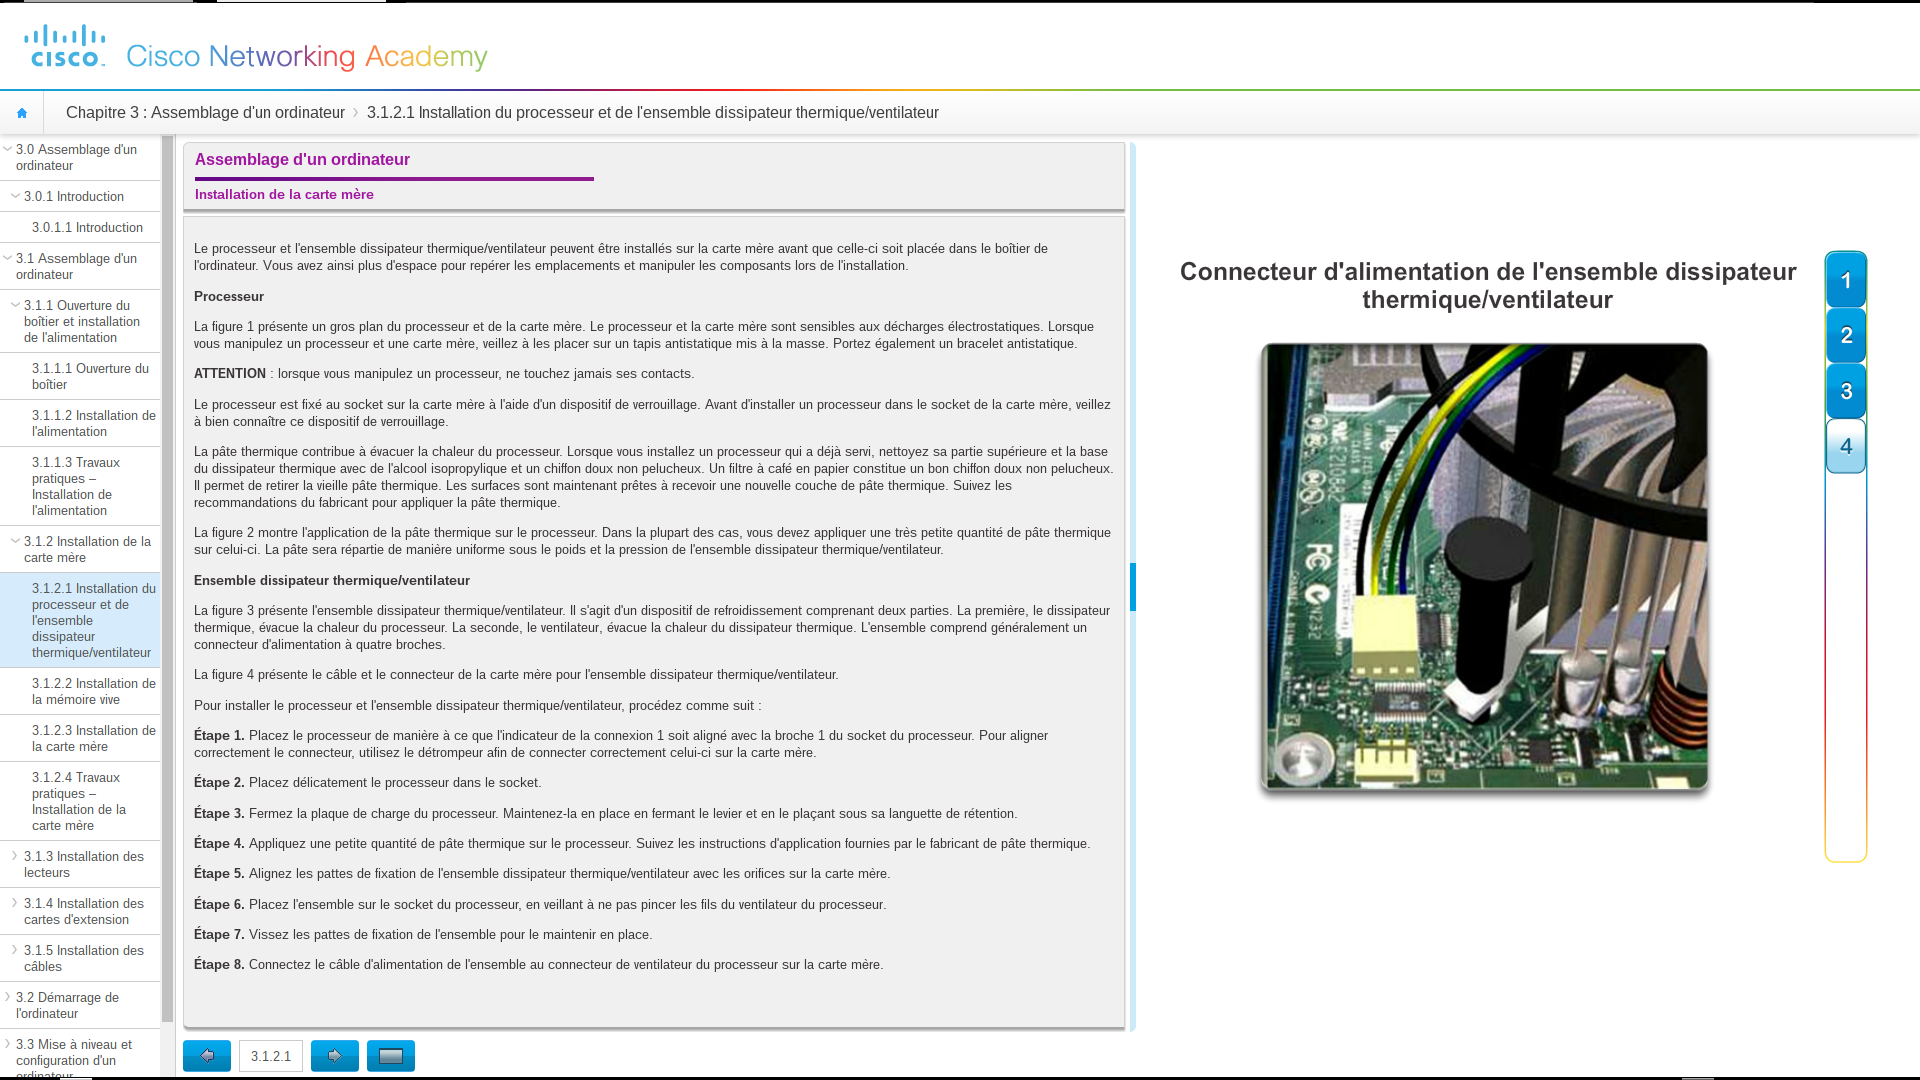 cisco
Cisco Networking Academy
Chapitre 3 : Assemblage d'un ordinateur
3.1.2.1 Installation du processeur et de l'ensemble dissipateur thermique/ventilateur
3.0 Assemblage d'un
ordinateur
3.0.1 Introduction
3.0.1.1 Introduction
3.1 Assemblage d'un
ordinateur
3.1.1 Ouverture du
boîtier et installation
de l'alimentation
3.1.1.1 Ouverture du
boîtier
3.1.1.2 Installation de
l'alimentation
3.1.1.3 Travaux
pratiques –
Installation de
l'alimentation
3.1.2 Installation de la
carte mère
3.1.2.1 Installation du
processeur et de
l'ensemble
dissipateur
thermique/ventilateur
3.1.2.2 Installation de
la mémoire vive
3.1.2.3 Installation de
la carte mère
3.1.2.4 Travaux
pratiques –
Installation de la
carte mère
3.1.3 Installation des
lecteurs
3.1.4 Installation des
cartes d'extension
3.1.5 Installation des
câbles
3.2 Démarrage de
l'ordinateur
3.3 Mise à niveau et
configuration d'un
ordinateur
Assemblage d'un ordinateur
Installation de la carte mère
Le processeur et l'ensemble dissipateur thermique/ventilateur peuvent être installés sur la carte mère avant que celle-ci soit placée dans le boîtier de
l'ordinateur. Vous avez ainsi plus d'espace pour repérer les emplacements et manipuler les composants lors de l'installation.
Processeur
La figure 1 présente un gros plan du processeur et de la carte mère. Le processeur et la carte mère sont sensibles aux décharges électrostatiques. Lorsque
vous manipulez un processeur et une carte mère, veillez à les placer sur un tapis antistatique mis à la masse. Portez également un bracelet antistatique.
ATTENTION : lorsque vous manipulez un processeur, ne touchez jamais ses contacts.
Le processeur est fixé au socket sur la carte mère à l'aide d'un dispositif de verrouillage. Avant d'installer un processeur dans le socket de la carte mère, veillez
à bien connaître ce dispositif de verrouillage.
La pâte thermique contribue à évacuer la chaleur du processeur. Lorsque vous installez un processeur qui a déjà servi, nettoyez sa partie supérieure et la base
du dissipateur thermique avec de l'alcool isopropylique et un chiffon doux non pelucheux. Un filtre à café en papier constitue un bon chiffon doux non pelucheux.
Il permet de retirer la vieille pâte thermique. Les surfaces sont maintenant prêtes à recevoir une nouvelle couche de pâte thermique. Suivez les
recommandations du fabricant pour appliquer la pâte thermique.
La figure 2 montre l'application de la pâte thermique sur le processeur. Dans la plupart des cas, vous devez appliquer une très petite quantité de pâte thermique
sur celui-ci. La pâte sera répartie de manière uniforme sous le poids et la pression de l'ensemble dissipateur thermique/ventilateur.
Ensemble dissipateur thermique/ventilateur
La figure 3 présente l'ensemble dissipateur thermique/ventilateur. Il s'agit d'un dispositif de refroidissement comprenant deux parties. La première, le dissipateur
thermique, évacue la chaleur du processeur. La seconde, le ventilateur, évacue la chaleur du dissipateur thermique. L'ensemble comprend généralement un
connecteur d'alimentation à quatre broches.
La figure 4 présente le câble et le connecteur de la carte mère pour l'ensemble dissipateur thermique/ventilateur.
Pour installer le processeur et l'ensemble dissipateur thermique/ventilateur, procédez comme suit :
Étape 1. Placez le processeur de manière à ce que l'indicateur de la connexion 1 soit aligné avec la broche 1 du socket du processeur. Pour aligner
correctement le connecteur, utilisez le détrompeur afin de connecter correctement celui-ci sur la carte mère.
Étape 2. Placez délicatement le processeur dans le socket.
Étape 3. Fermez la plaque de charge du processeur. Maintenez-la en place en fermant le levier et en le plaçant sous sa languette de rétention.
Étape 4. Appliquez une petite quantité de pâte thermique sur le processeur. Suivez les instructions d'application fournies par le fabricant de pâte thermique.
Étape 5. Alignez les pattes de fixation de l'ensemble dissipateur thermique/ventilateur avec les orifices sur la carte mère.
Étape 6. Placez l'ensemble sur le socket du processeur, en veillant à ne pas pincer les fils du ventilateur du processeur.
Étape 7. Vissez les pattes de fixation de l'ensemble pour le maintenir en place.
Étape 8. Connectez le câble d'alimentation de l'ensemble au connecteur de ventilateur du processeur sur la carte mère.
3.1.2.1
Connecteur d'alimentation de l'ensemble dissipateur
thermique/ventilateur
1
2
3
4